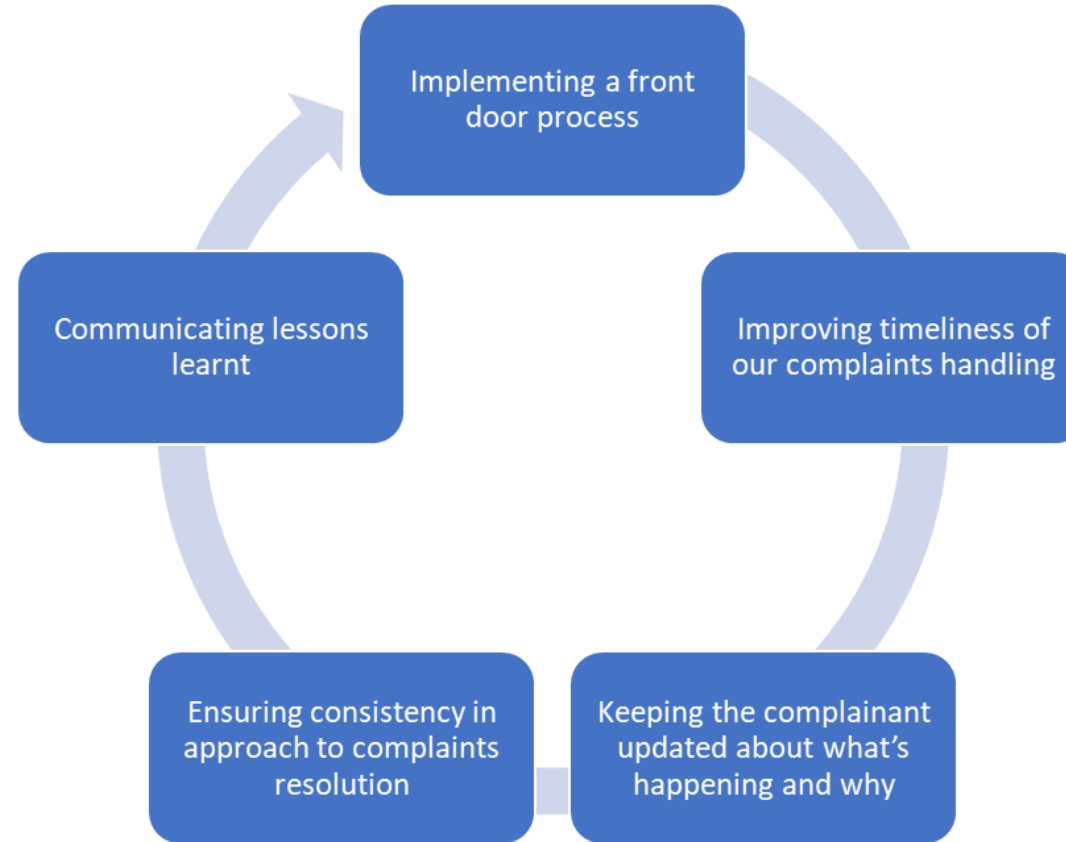 Implementing a front
door process
Improving timeliness of
our complaints handling
Keeping the complainant
updated about what’s
happening and why
Ensuring consistency in
approach to complaints
resolution
Communicating lessons
learnt